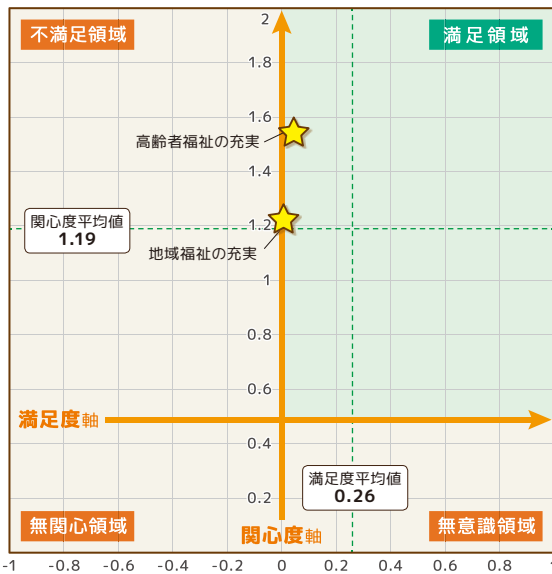 不満足領域
満足領域
2
1.8
1.6
高齢者福祉の充実
1.4
関心度平均値
1.19
1.2
地域福祉の充実
1
0.8
0.6
満足度軸
0.4
満足度平均値
0.26
0.2
無関心領域
関心度軸
無意識領域
-1
-0.8
-0.6
-0.4
-0.2
0
0.2
0.4
0.6
0.8